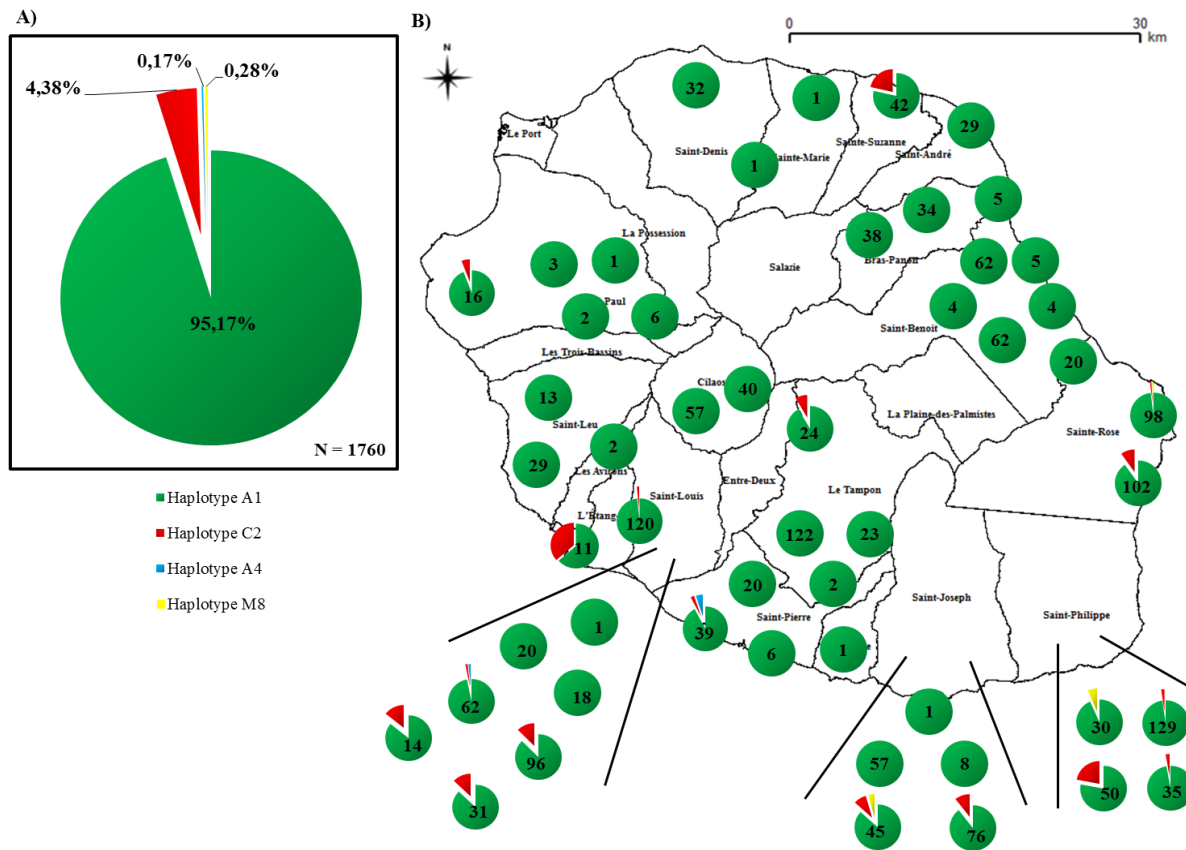 A)
0,17%
0,28%
4,38%
95,17%
N = 1760
Haplotype A1
Haplotype C2
Haplotype A4
Haplotype M8
B)
0
30
km
N
32
1
42
29
Le Port
Saint-Denis
Sainte-Marie
Sainte-Suzanne
Saint-André
1
34
5
38
La Possession
Salazie
Bras-Panon
3
1
62
5
16
2
Paul
6
4
4
Saint-Benoit
62
20
Les Trois-Bassins
Cilaos
40
13
57
24
La Plaine-des-Palmistes
98
Sainte-Rose
Saint-Leu
2
29
Les Avirons
Entre-Deux
Le Tampon
102
Saint-Louis
L'Etang
120
122
23
11
20
2
Saint-Joseph
Saint-Philippe
39
Saint-Pierre
6
1
1
20
62
18
14
96
31
1
57
8
45
76
30
129
50
35